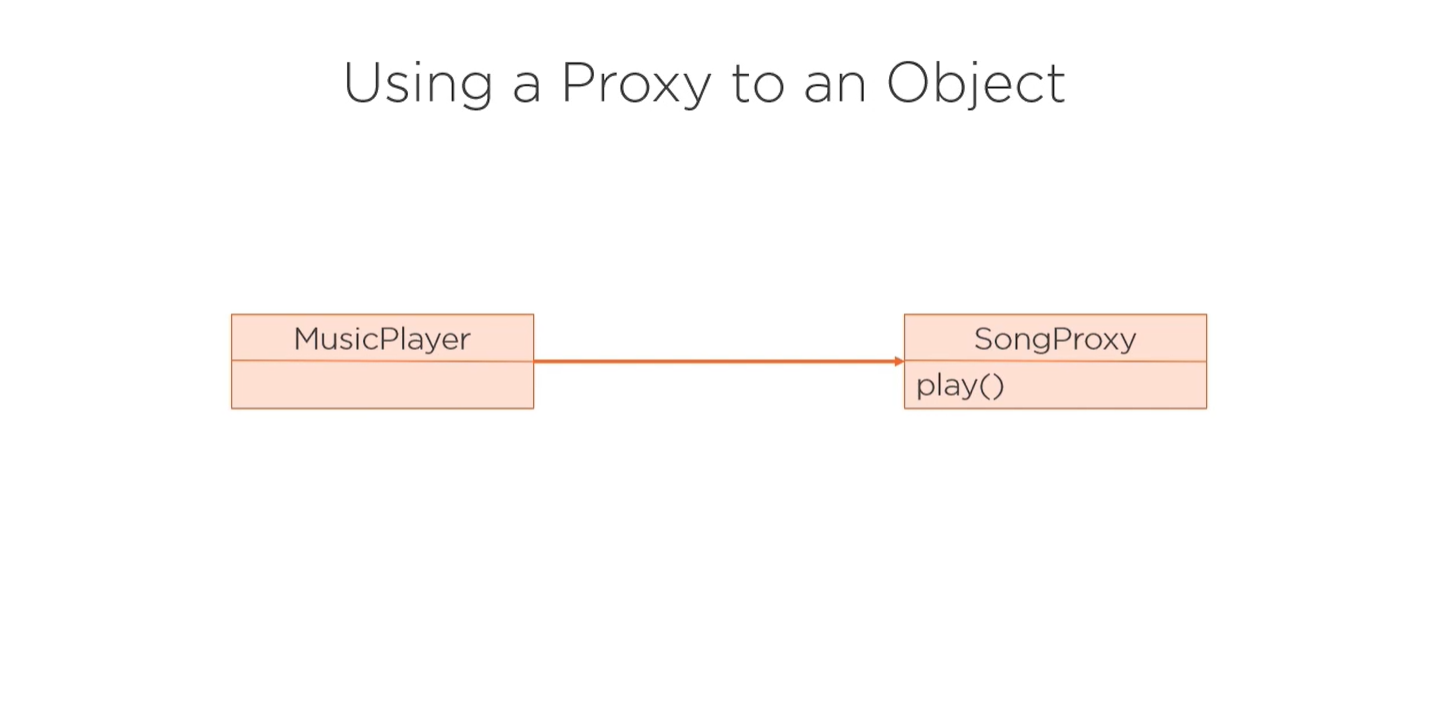 Using a Proxy to an Object
MusicPlayer
SongProxy
play()